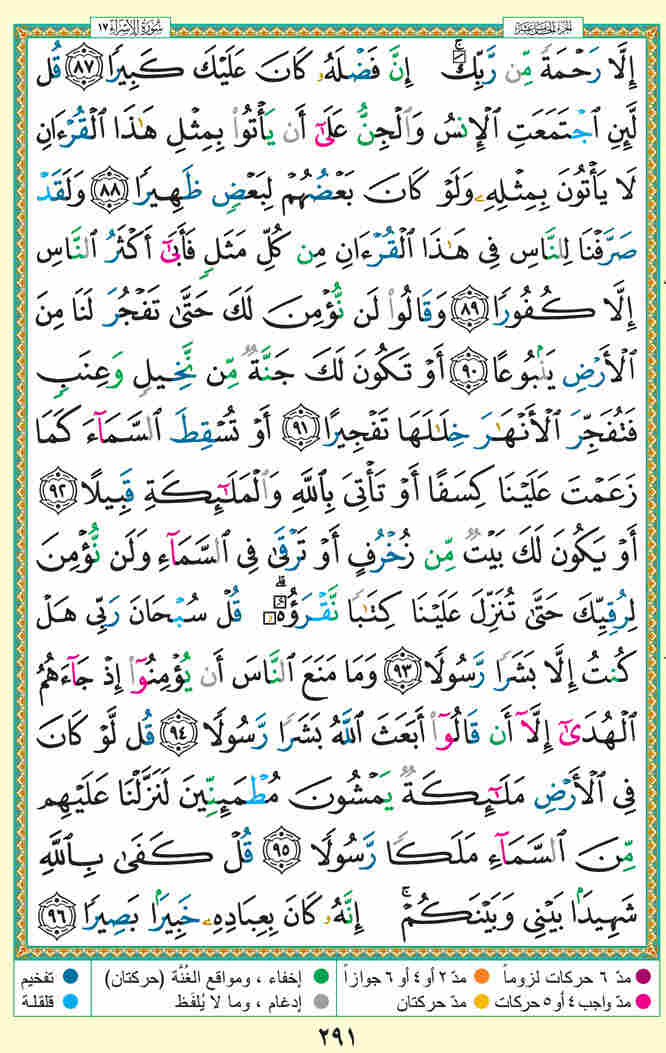 سُورَةُ الإِسْرَاء ١٧
الجزء الخامس عشر
إِلَّا رَحْمَةً مِّن رَّبِّكَ ۚ إِنَّ فَضْلَهُۥ كَانَ عَلَيْكَ كَبِيرًا ٨٧ قُل
لَّئِنِ ٱجْتَمَعَتِ ٱلْإِنسُ وَٱلْجِنُّ عَلَىٰٓ أَن يَأْتُوا۟ بِمِثْلِ هَـٰذَا ٱلْقُرْءَانِ
لَا يَأْتُونَ بِمِثْلِهِۦ وَلَوْ كَانَ بَعْضُهُمْ لِبَعْضٍ ظَهِيرًا ٨٨ وَلَقَدْ
صَرَّفْنَا لِلنَّاسِ فِى هَـٰذَا ٱلْقُرْءَانِ مِن كُلِّ مَثَلٍ فَأَبَىٰٓ أَكْثَرُ ٱلنَّاسِ
إِلَّا كُفُورًا ٨٩ وَقَالُوا۟ لَن نُّؤْمِنَ لَكَ حَتَّىٰ تَفْجُرَ لَنَا مِنَ
ٱلْأَرْضِ يَنۢبُوعًا ٩٠ أَوْ تَكُونَ لَكَ جَنَّةٌ مِّن نَّخِيلٍ وَعِنَبٍ
فَتُفَجِّرَ ٱلْأَنْهَـٰرَ خِلَـٰلَهَا تَفْجِيرًا ٩١ أَوْ تُسْقِطَ ٱلسَّمَآءَ كَمَا
زَعَمْتَ عَلَيْنَا كِسَفًا أَوْ تَأْتِىَ بِٱللَّهِ وَٱلْمَلَـٰٓئِكَةِ قَبِيلًا ٩٢
أَوْ يَكُونَ لَكَ بَيْتٌ مِّن زُخْرُفٍ أَوْ تَرْقَىٰ فِى ٱلسَّمَآءِ وَلَن نُّؤْمِنَ
لِرُقِيِّكَ حَتَّىٰ تُنَزِّلَ عَلَيْنَا كِتَـٰبًا نَّقْرَؤُهُۥ ۗ قُلْ سُبْحَانَ رَبِّى هَلْ
كُنتُ إِلَّا بَشَرًا رَّسُولًا ٩٣ وَمَا مَنَعَ ٱلنَّاسَ أَن يُؤْمِنُوٓا۟ إِذْ جَآءَهُمُ
ٱلْهُدَىٰٓ إِلَّآ أَن قَالُوٓا۟ أَبَعَثَ ٱللَّهُ بَشَرًا رَّسُولًا ٩٤ قُل لَّوْ كَانَ
فِى ٱلْأَرْضِ مَلَـٰٓئِكَةٌ يَمْشُونَ مُطْمَئِنِّينَ لَنَزَّلْنَا عَلَيْهِم
مِّنَ ٱلسَّمَآءِ مَلَكًا رَّسُولًا ٩٥ قُلْ كَفَىٰ بِٱللَّهِ
شَهِيدًۢا بَيْنِى وَبَيْنَكُمْ ۚ إِنَّهُۥ كَانَ بِعِبَادِهِۦ خَبِيرًۢا بَصِيرًا ٩٦
مدّ ٦ حركات لزوماً
مدّ ٢ أو ٤ أو ٦ جوازاً
مدّ واجب ٤ أو ٥ حركات
مدّ حركتان
إخفاء ، ومواقع الغُنَّة (حركتان)
إدغام ، وما لا يُلفَظ
تفخيم
قلقلة
٢٩١